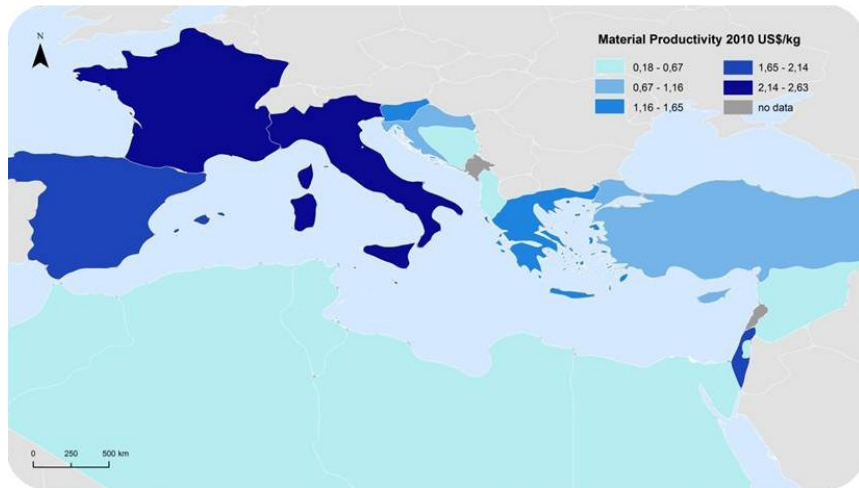 N
Material Productivity 2010 US$/kg
0,18 - 0,67
0,67 - 1,16
1,16 - 1,65
1,65 - 2,14
2,14 - 2,63
no data
0 250 500 km